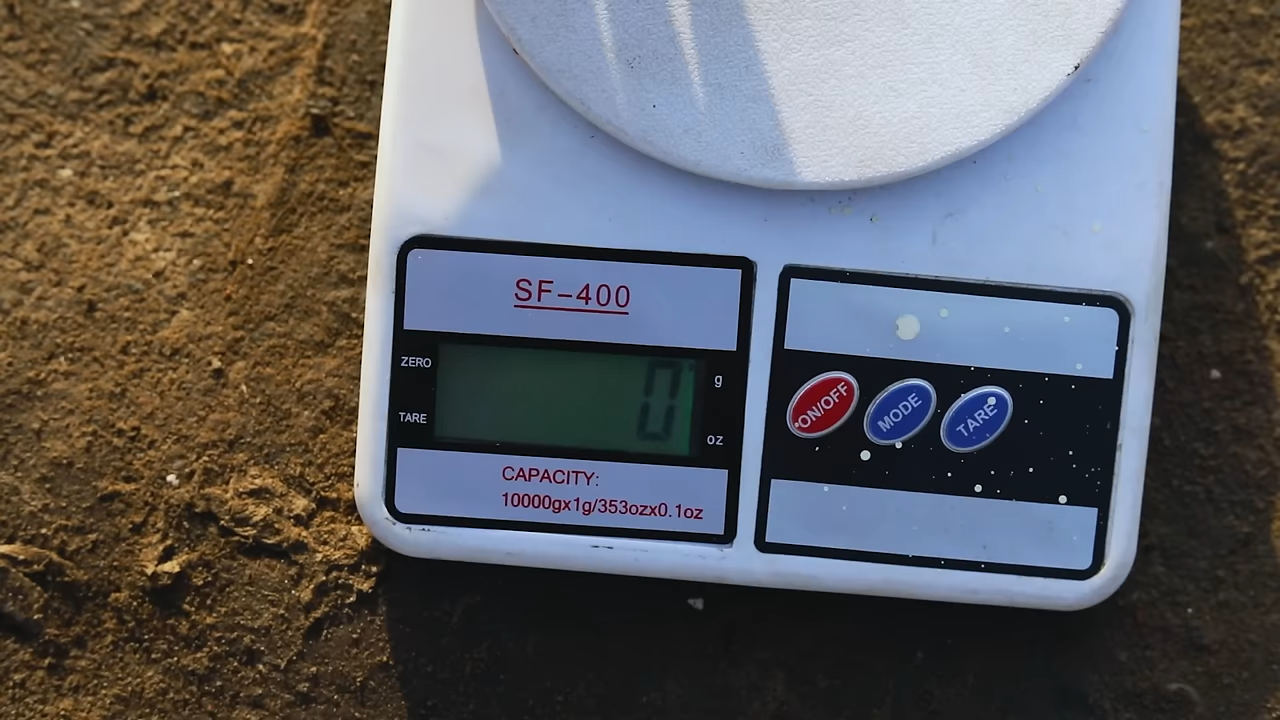 SF-400
ZERO
0
g
TARE
oz
CAPACITY:
10000gx1g/353ozx0.1oz
ON/OFF
MODE
TARE